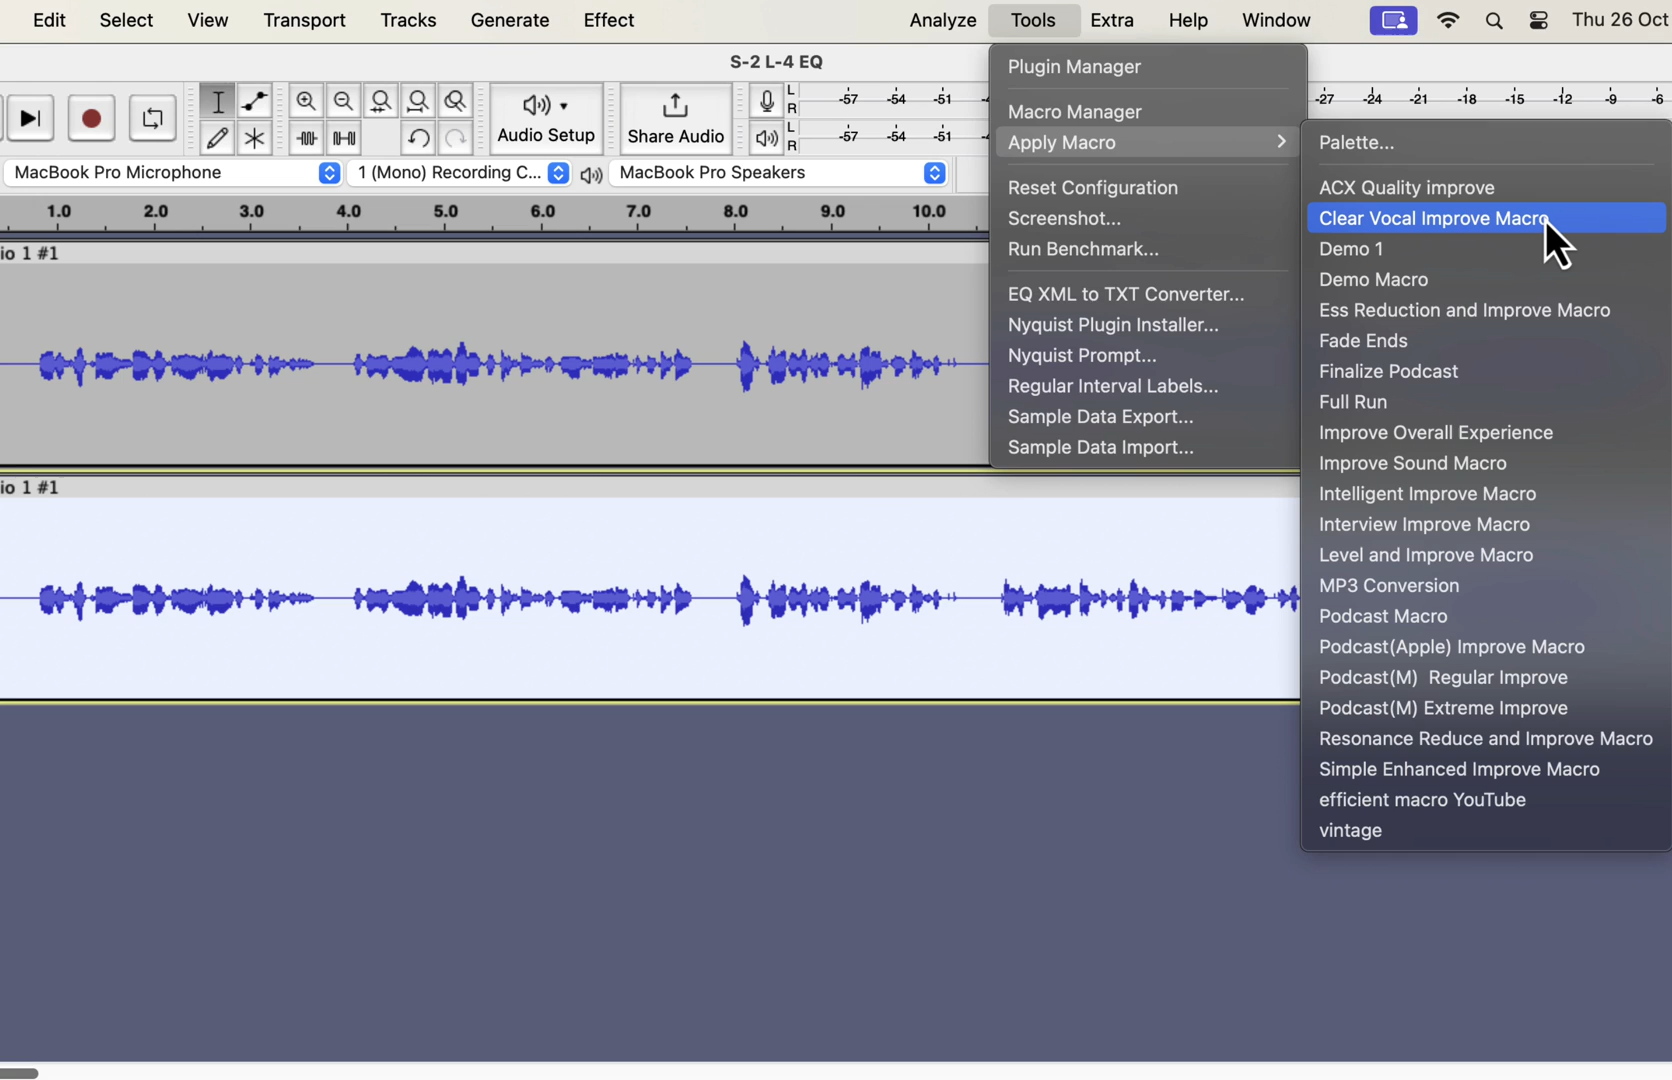 Edit Select View Transport Tracks Generate Effect Analyze Tools Extra Help Window Thu 26 Oct
S-2 L-4 EQ
Audio Setup
Share Audio
L
R
-57 -54 -51
-27 -24 -21 -18 -15 -12 -9 -6
L
R
-57 -54 -51
MacBook Pro Microphone 1 (Mono) Recording C... MacBook Pro Speakers
1.0 2.0 3.0 4.0 5.0 6.0 7.0 8.0 9.0 10.0
io 1 #1
io 1 #1
Plugin Manager
Macro Manager
Apply Macro
Reset Configuration
Screenshot...
Run Benchmark...
EQ XML to TXT Converter...
Nyquist Plugin Installer...
Nyquist Prompt...
Regular Interval Labels...
Sample Data Export...
Sample Data Import...
Palette...
ACX Quality improve
Clear Vocal Improve Macro
Demo 1
Demo Macro
Ess Reduction and Improve Macro
Fade Ends
Finalize Podcast
Full Run
Improve Overall Experience
Improve Sound Macro
Intelligent Improve Macro
Interview Improve Macro
Level and Improve Macro
MP3 Conversion
Podcast Macro
Podcast(Apple) Improve Macro
Podcast(M) Regular Improve
Podcast(M) Extreme Improve
Resonance Reduce and Improve Macro
Simple Enhanced Improve Macro
efficient macro YouTube
vintage